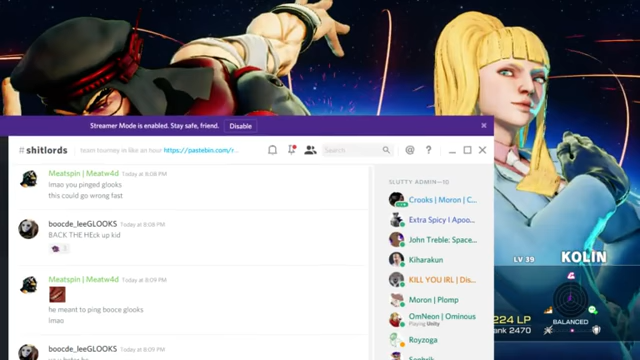 Streamer Mode is enabled. Stay safe, friend. Disable
# shitlords
team tourney in like an hour https://pastebin.com/r...
Search
Meatspin | Meatw4d Today at 8:08 PM
lmao you pinged glooks
this could go wrong fast
boocde_leeGLOOKS Today at 8:08 PM
BACK THE HEck up kid
Meatspin | Meatw4d Today at 8:09 PM
he meant to ping booce glooks
lmao
boocde_leeGLOOKS Today at 8:09 PM
SLUTTY ADMIN—10
Crooks | Moron | C...
Extra Spicy | Apoo...
John Treble: Space...
Kiharakun
KILL YOU IRL | Dis...
Moron | Plomp
OmNeon | Ominous
Playing Unity
Royzoga
LV 39 KOLIN
224 LP
ank 2470
BALANCED